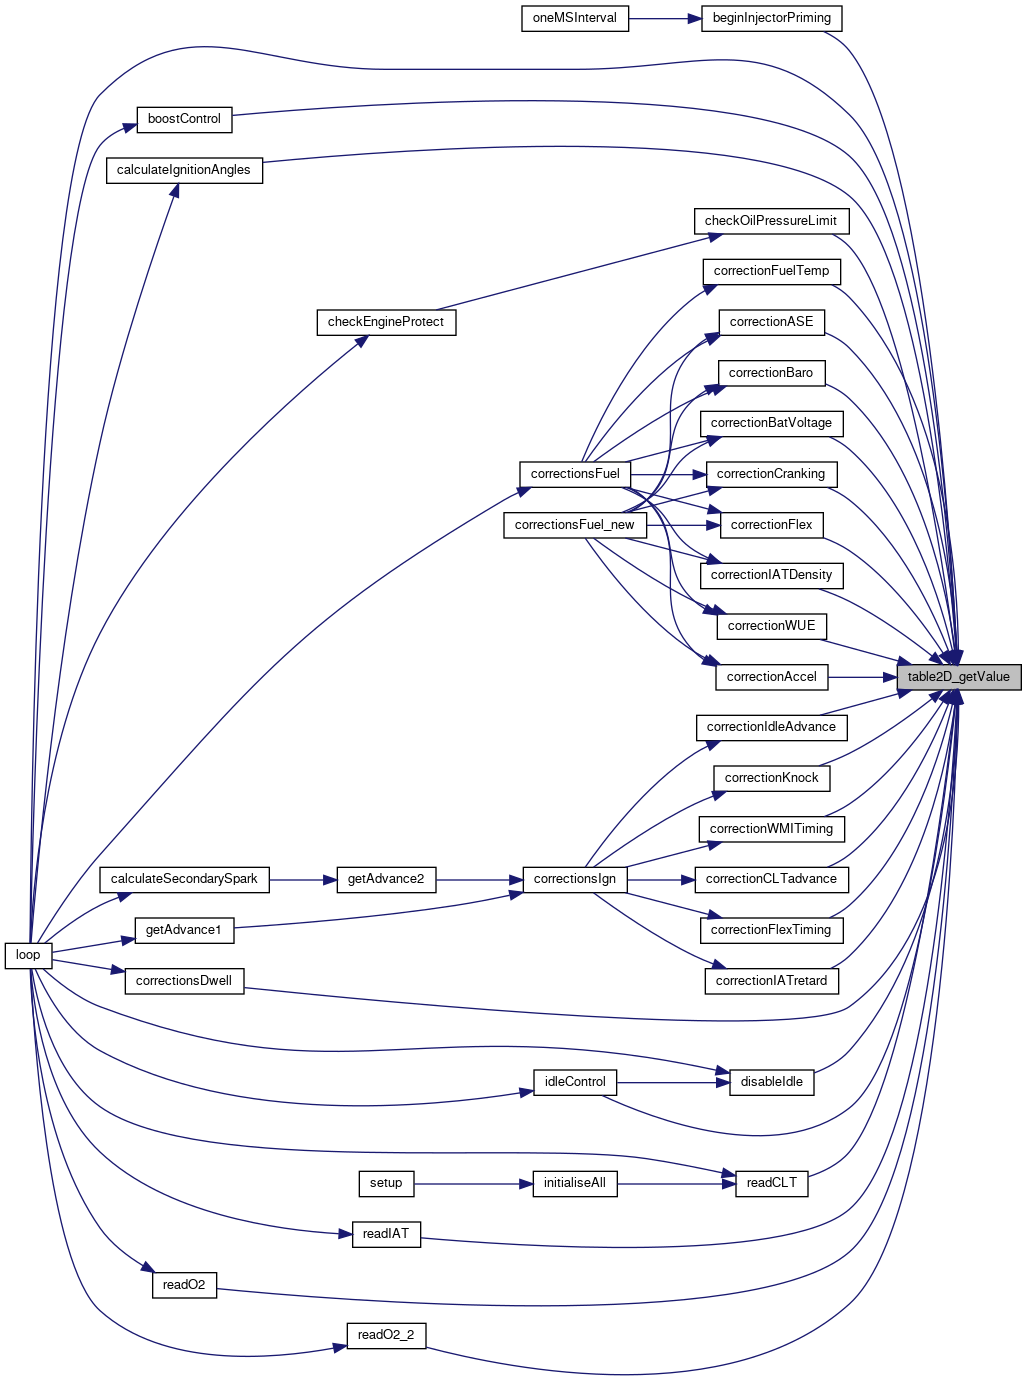 oneMSInterval
beginInjectorPriming
boostControl
calculateIgnitionAngles
checkOilPressureLimit
correctionFuelTemp
checkEngineProtect
correctionASE
correctionBaro
correctionBatVoltage
correctionsFuel
correctionCranking
correctionsFuel_new
correctionFlex
correctionIATDensity
correctionWUE
correctionAccel
table2D_getValue
correctionIdleAdvance
correctionKnock
correctionWMITiming
calculateSecondarySpark
getAdvance2
correctionsIgn
correctionCLTadvance
getAdvance1
correctionFlexTiming
loop
correctionsDwell
correctionIATretard
idleControl
disableIdle
setup
initialiseAll
readCLT
readIAT
readO2
readO2_2